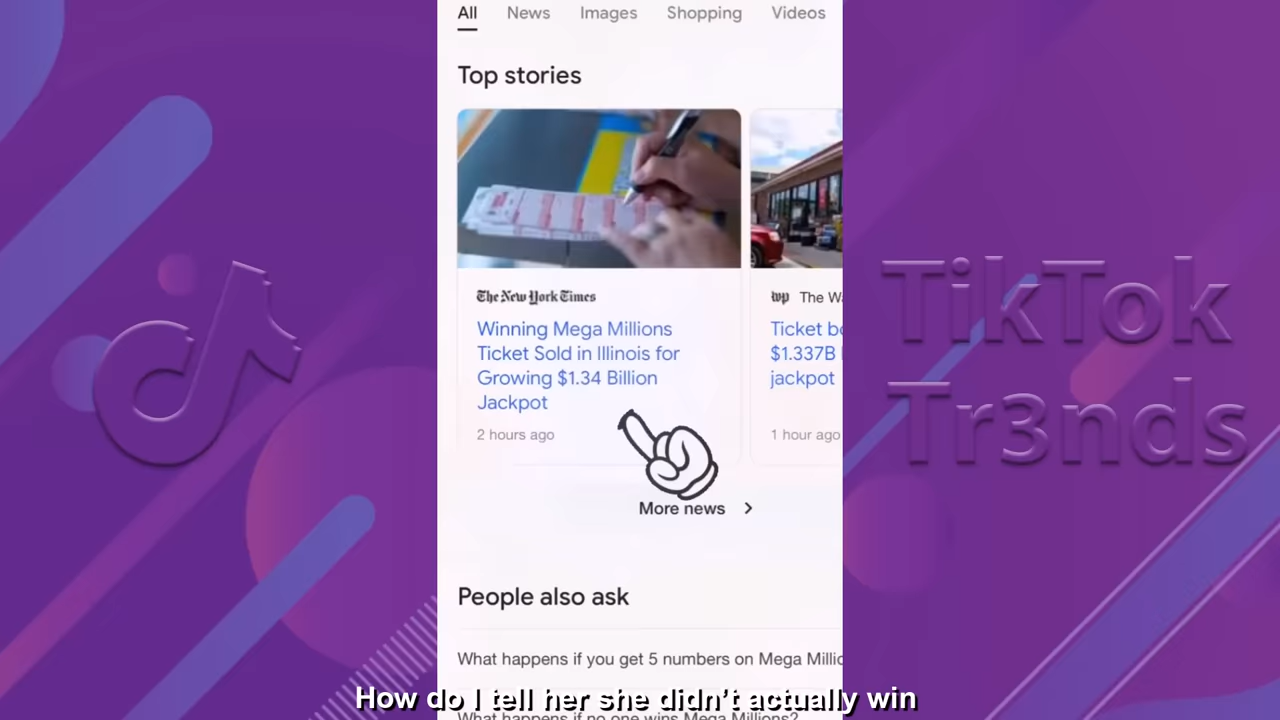 All News Images Shopping Videos
Top stories
The New York Times
Winning Mega Millions
Ticket Sold in Illinois for
Growing $1.34 Billion
Jackpot
2 hours ago
wp The
Ticket
$1.337B
jackpot
1 hour ago
More news
TikTok
Tr3nds
People also ask
What happens if you get 5 numbers on Mega
How do I tell her she didn't actually win
What happens if no one wins Mega Millions?